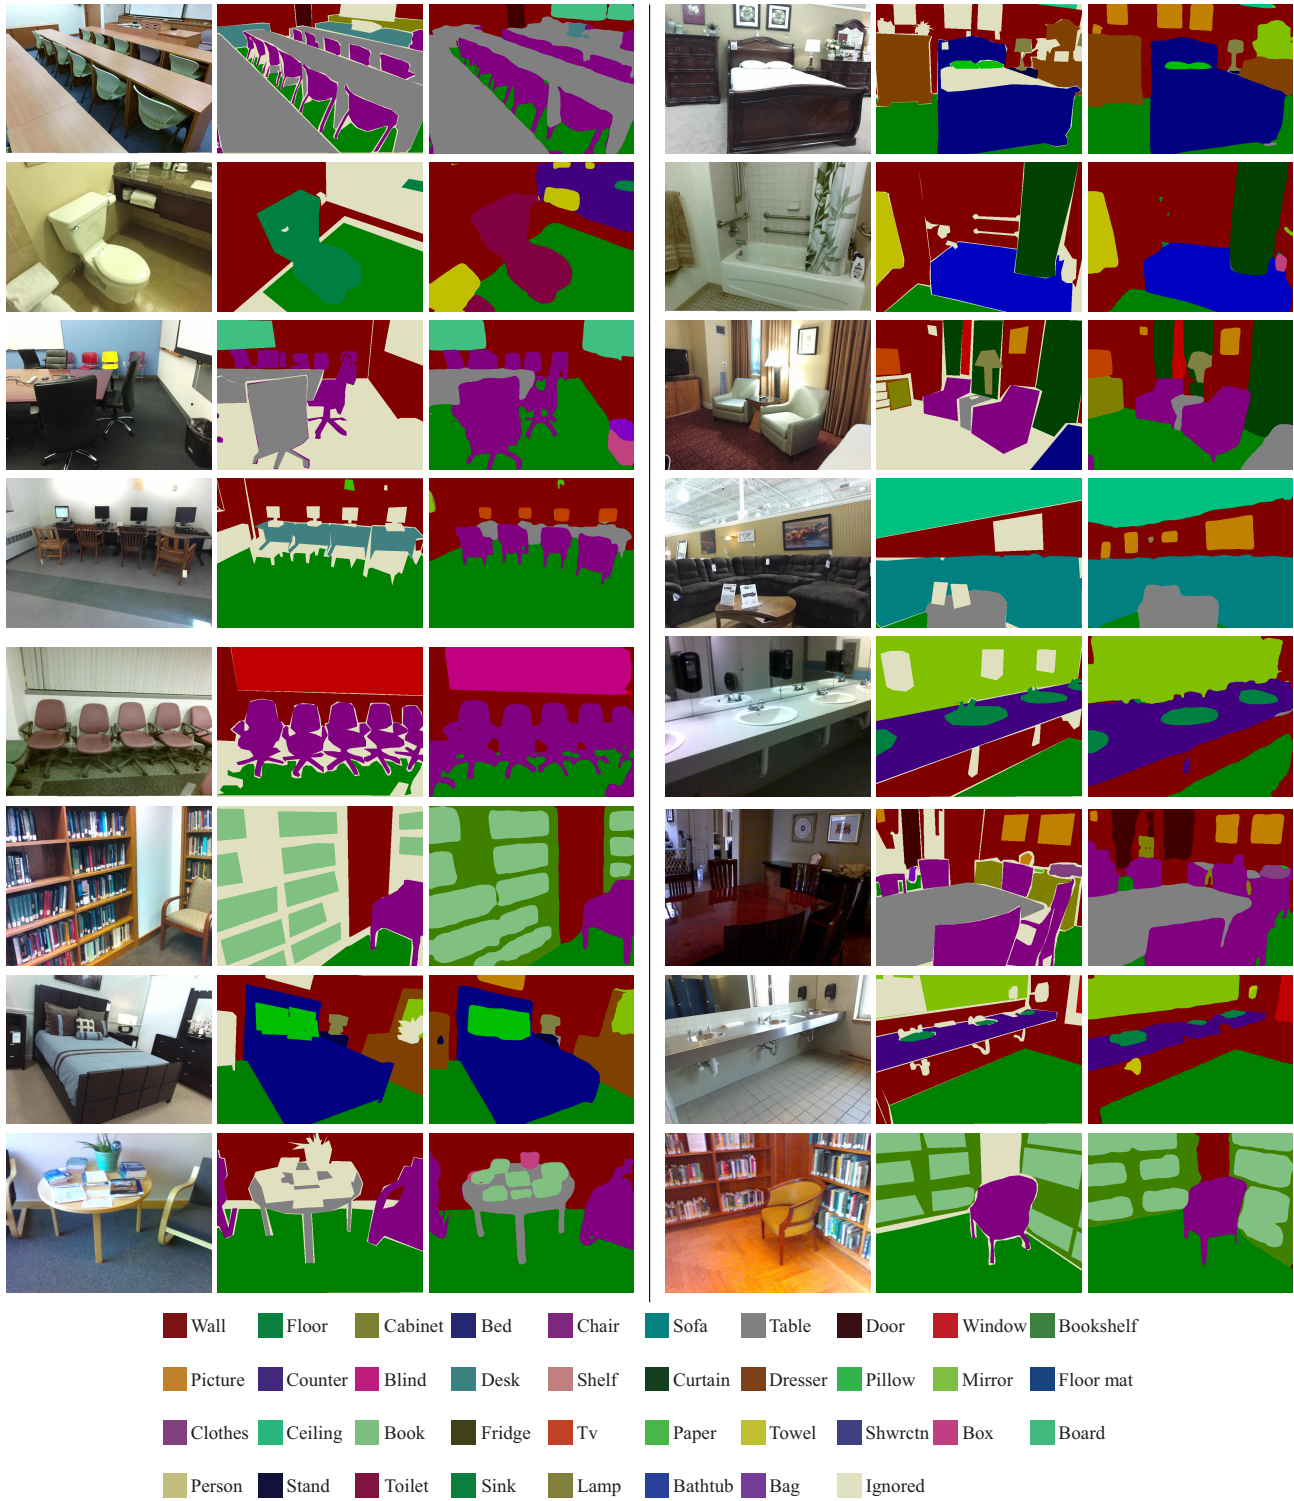 Wall Floor Cabinet Bed Chair Sofa Table Door Window Bookshelf
Picture Counter Blind Desk Shelf Curtain Dresser Pillow Mirror Floor mat
Clothes Ceiling Book Fridge Tv Paper Towel Shwrctn Box Board
Person Stand Toilet Sink Lamp Bathtub Bag Ignored